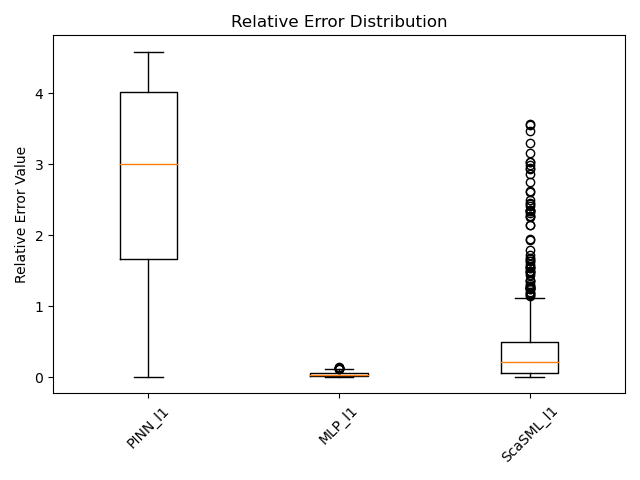 Relative Error Distribution
Relative Error Value
4
3
2
1
0
PINN_l1
MLP_l1
ScaSML_l1